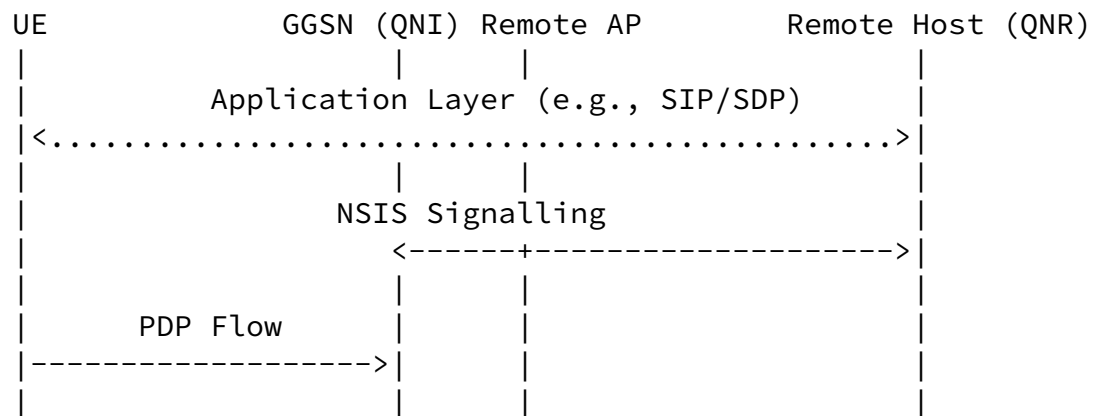 UE GGSN (QNI) Remote AP Remote Host (QNR)
Application Layer (e.g., SIP/SDP)
NSIS Signalling
PDP Flow